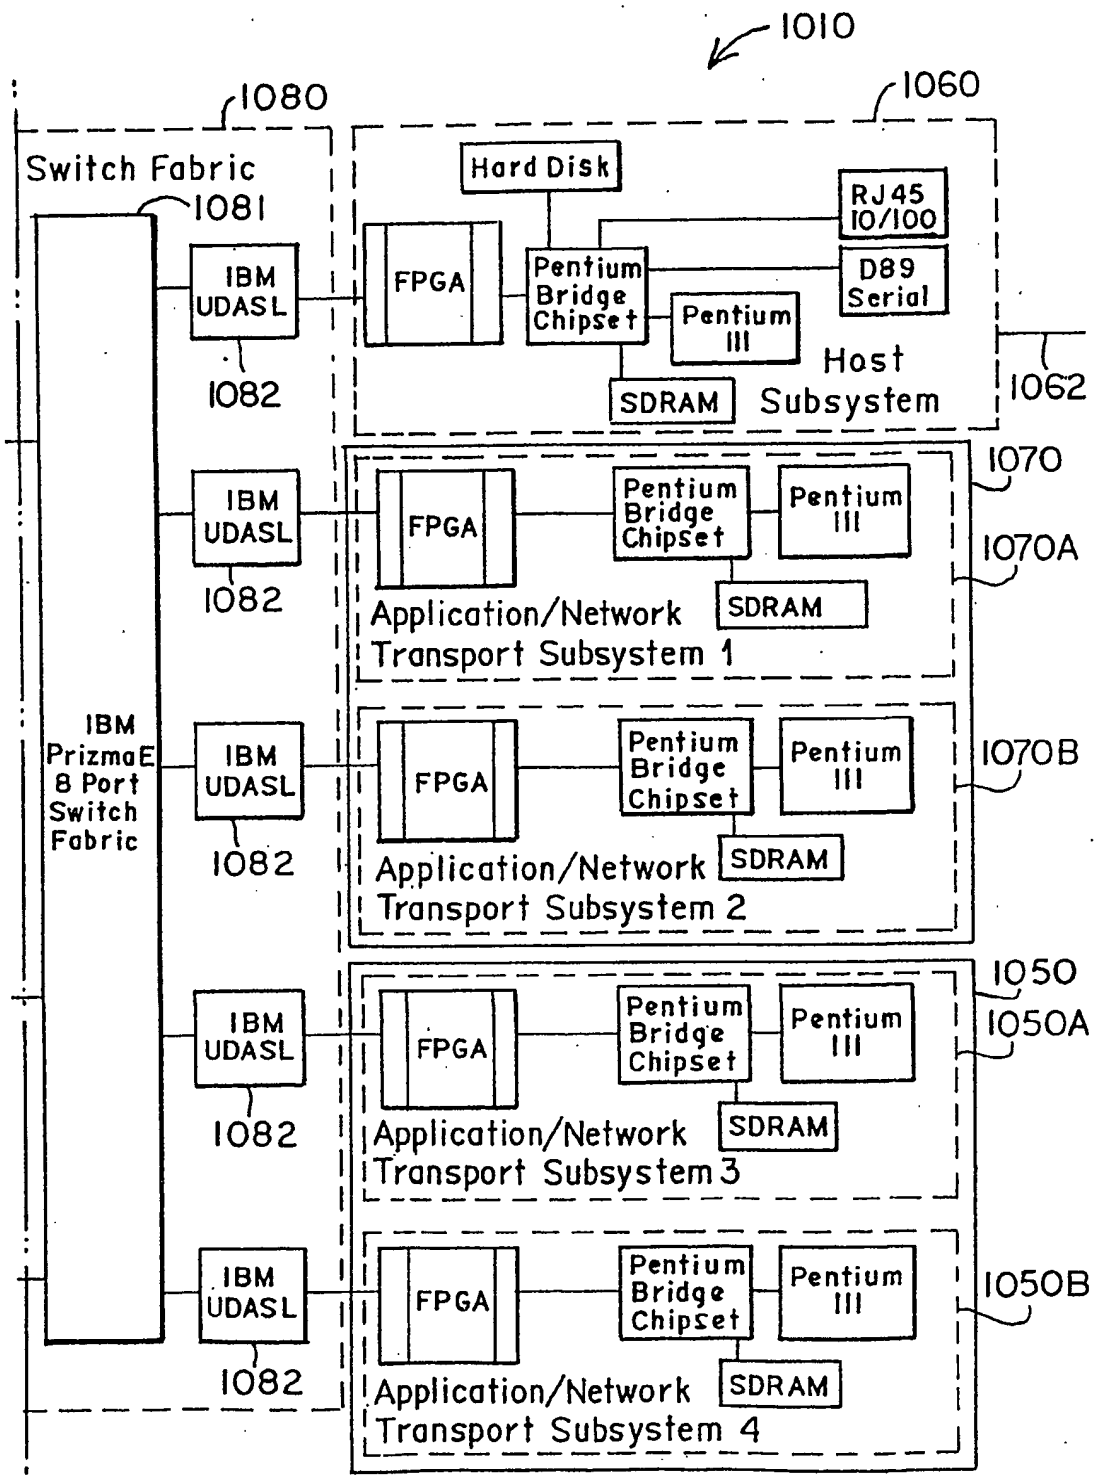 1010
1080
1060
Switch Fabric
1081
Hard Disk
RJ45
10/100
IBM
UDASL
FPGA
Pentium
Bridge
Chipset
D89
Serial
Pentium
III
1082
SDRAM
Host
Subsystem
1062
1070
IBM
UDASL
FPGA
Pentium
Bridge
Chipset
Pentium
III
1070A
1082
SDRAM
Application/Network
Transport Subsystem 1
IBM
PrizmaE
8 Port
Switch
Fabric
IBM
UDASL
FPGA
Pentium
Bridge
Chipset
Pentium
III
1070B
1082
SDRAM
Application/Network
Transport Subsystem 2
1050
1050A
IBM
UDASL
FPGA
Pentium
Bridge
Chipset
Pentium
III
1082
SDRAM
Application/Network
Transport Subsystem 3
IBM
UDASL
FPGA
Pentium
Bridge
Chipset
Pentium
III
1050B
1082
SDRAM
Application/Network
Transport Subsystem 4